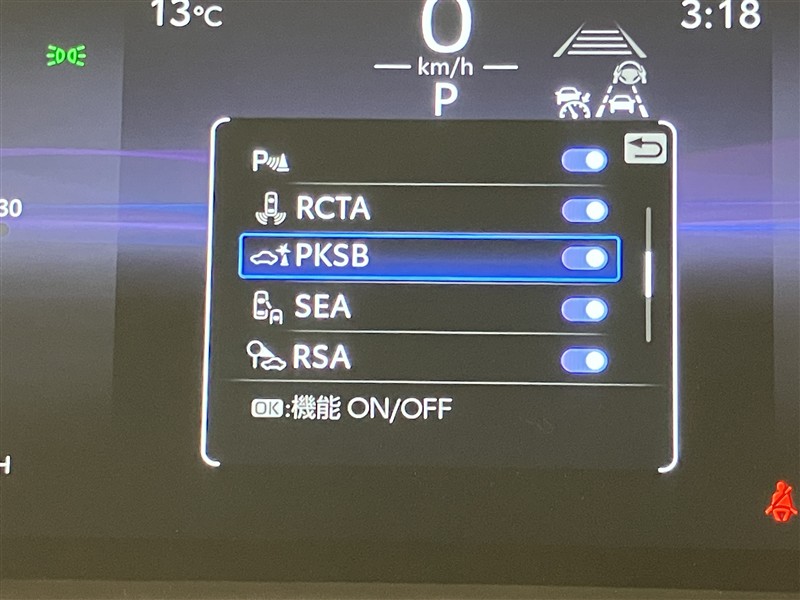 13℃
0
3:18
km/h
P
P
30
RCTA
PKSB
SEA
RSA
OK:機能 ON/OFF
H